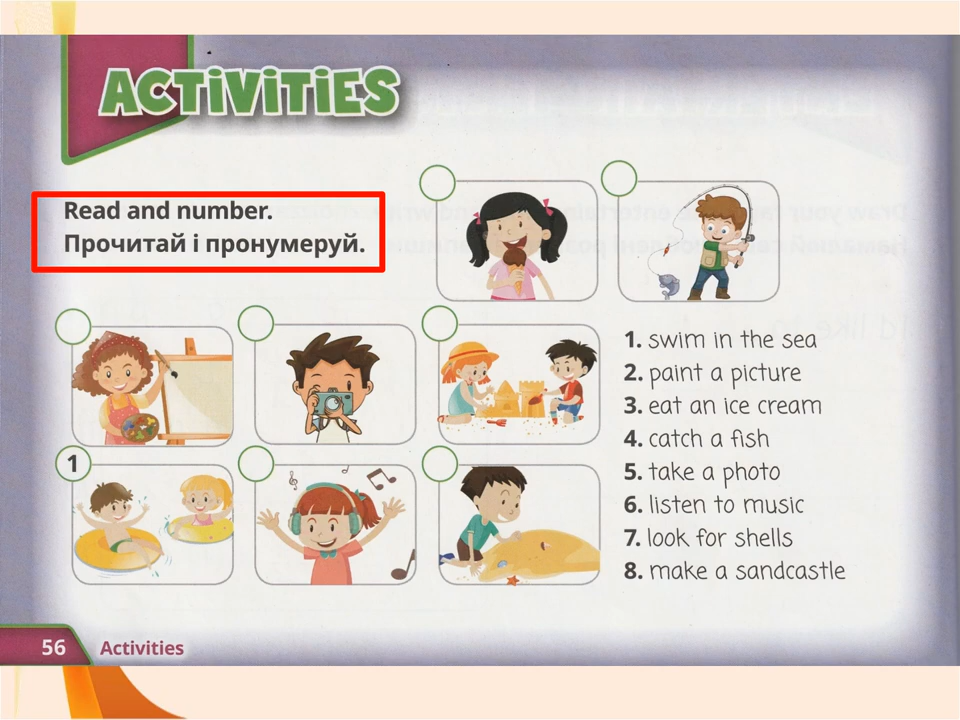 ACTiViTiES
Read and number.
Прочитай і пронумеруй.
1. swim in the sea
2. paint a picture
3. eat an ice cream
4. catch a fish
5. take a photo
6. listen to music
7. look for shells
8. make a sandcastle
1
56 Activities